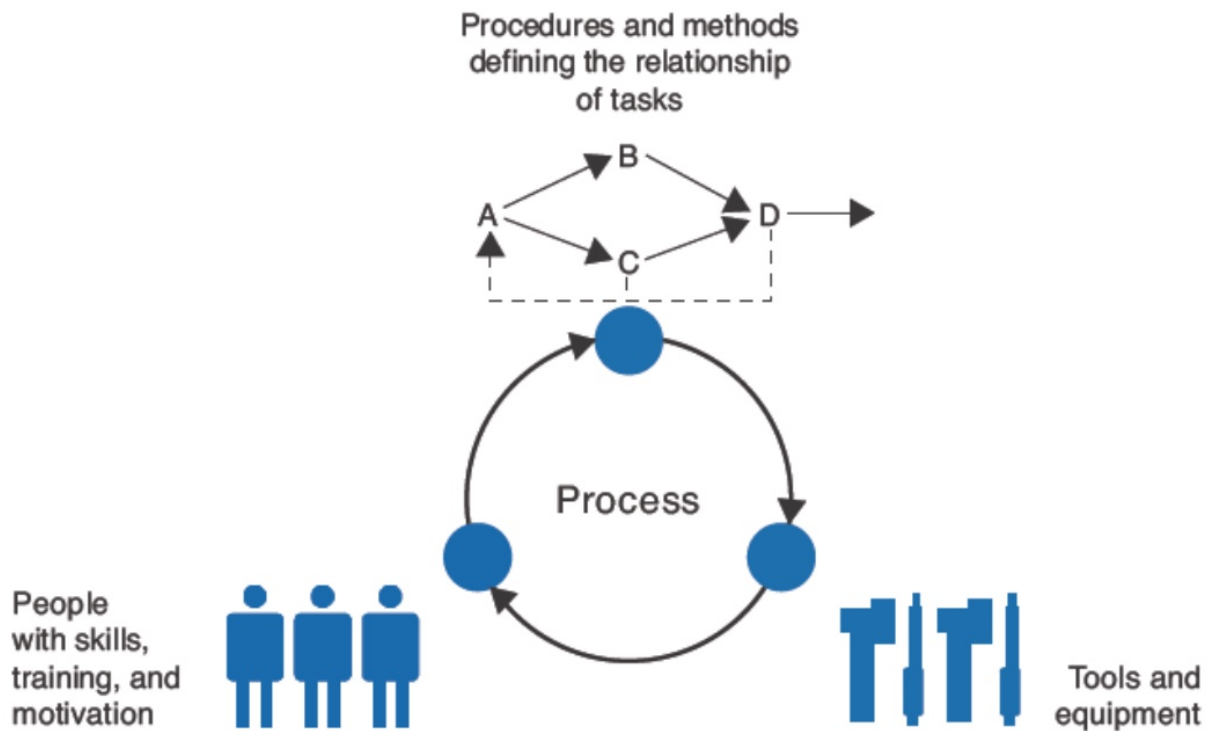 Procedures and methods
defining the relationship
of tasks
B
A
D
C
Process
People
with skills,
training, and
motivation
Tools and
equipment